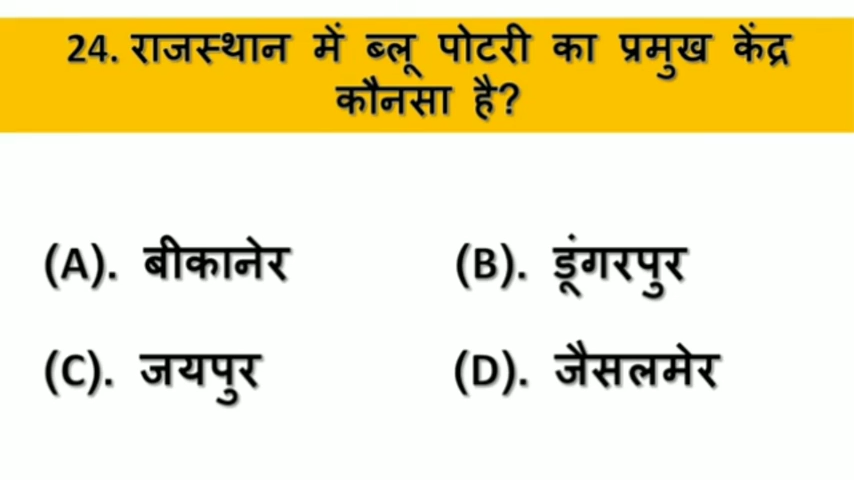 24. राजस्थान में ब्लू पोटरी का प्रमुख केंद्र
कौनसा है?
(A). बीकानेर (B). डूंगरपुर
(C). जयपुर (D). जैसलमेर